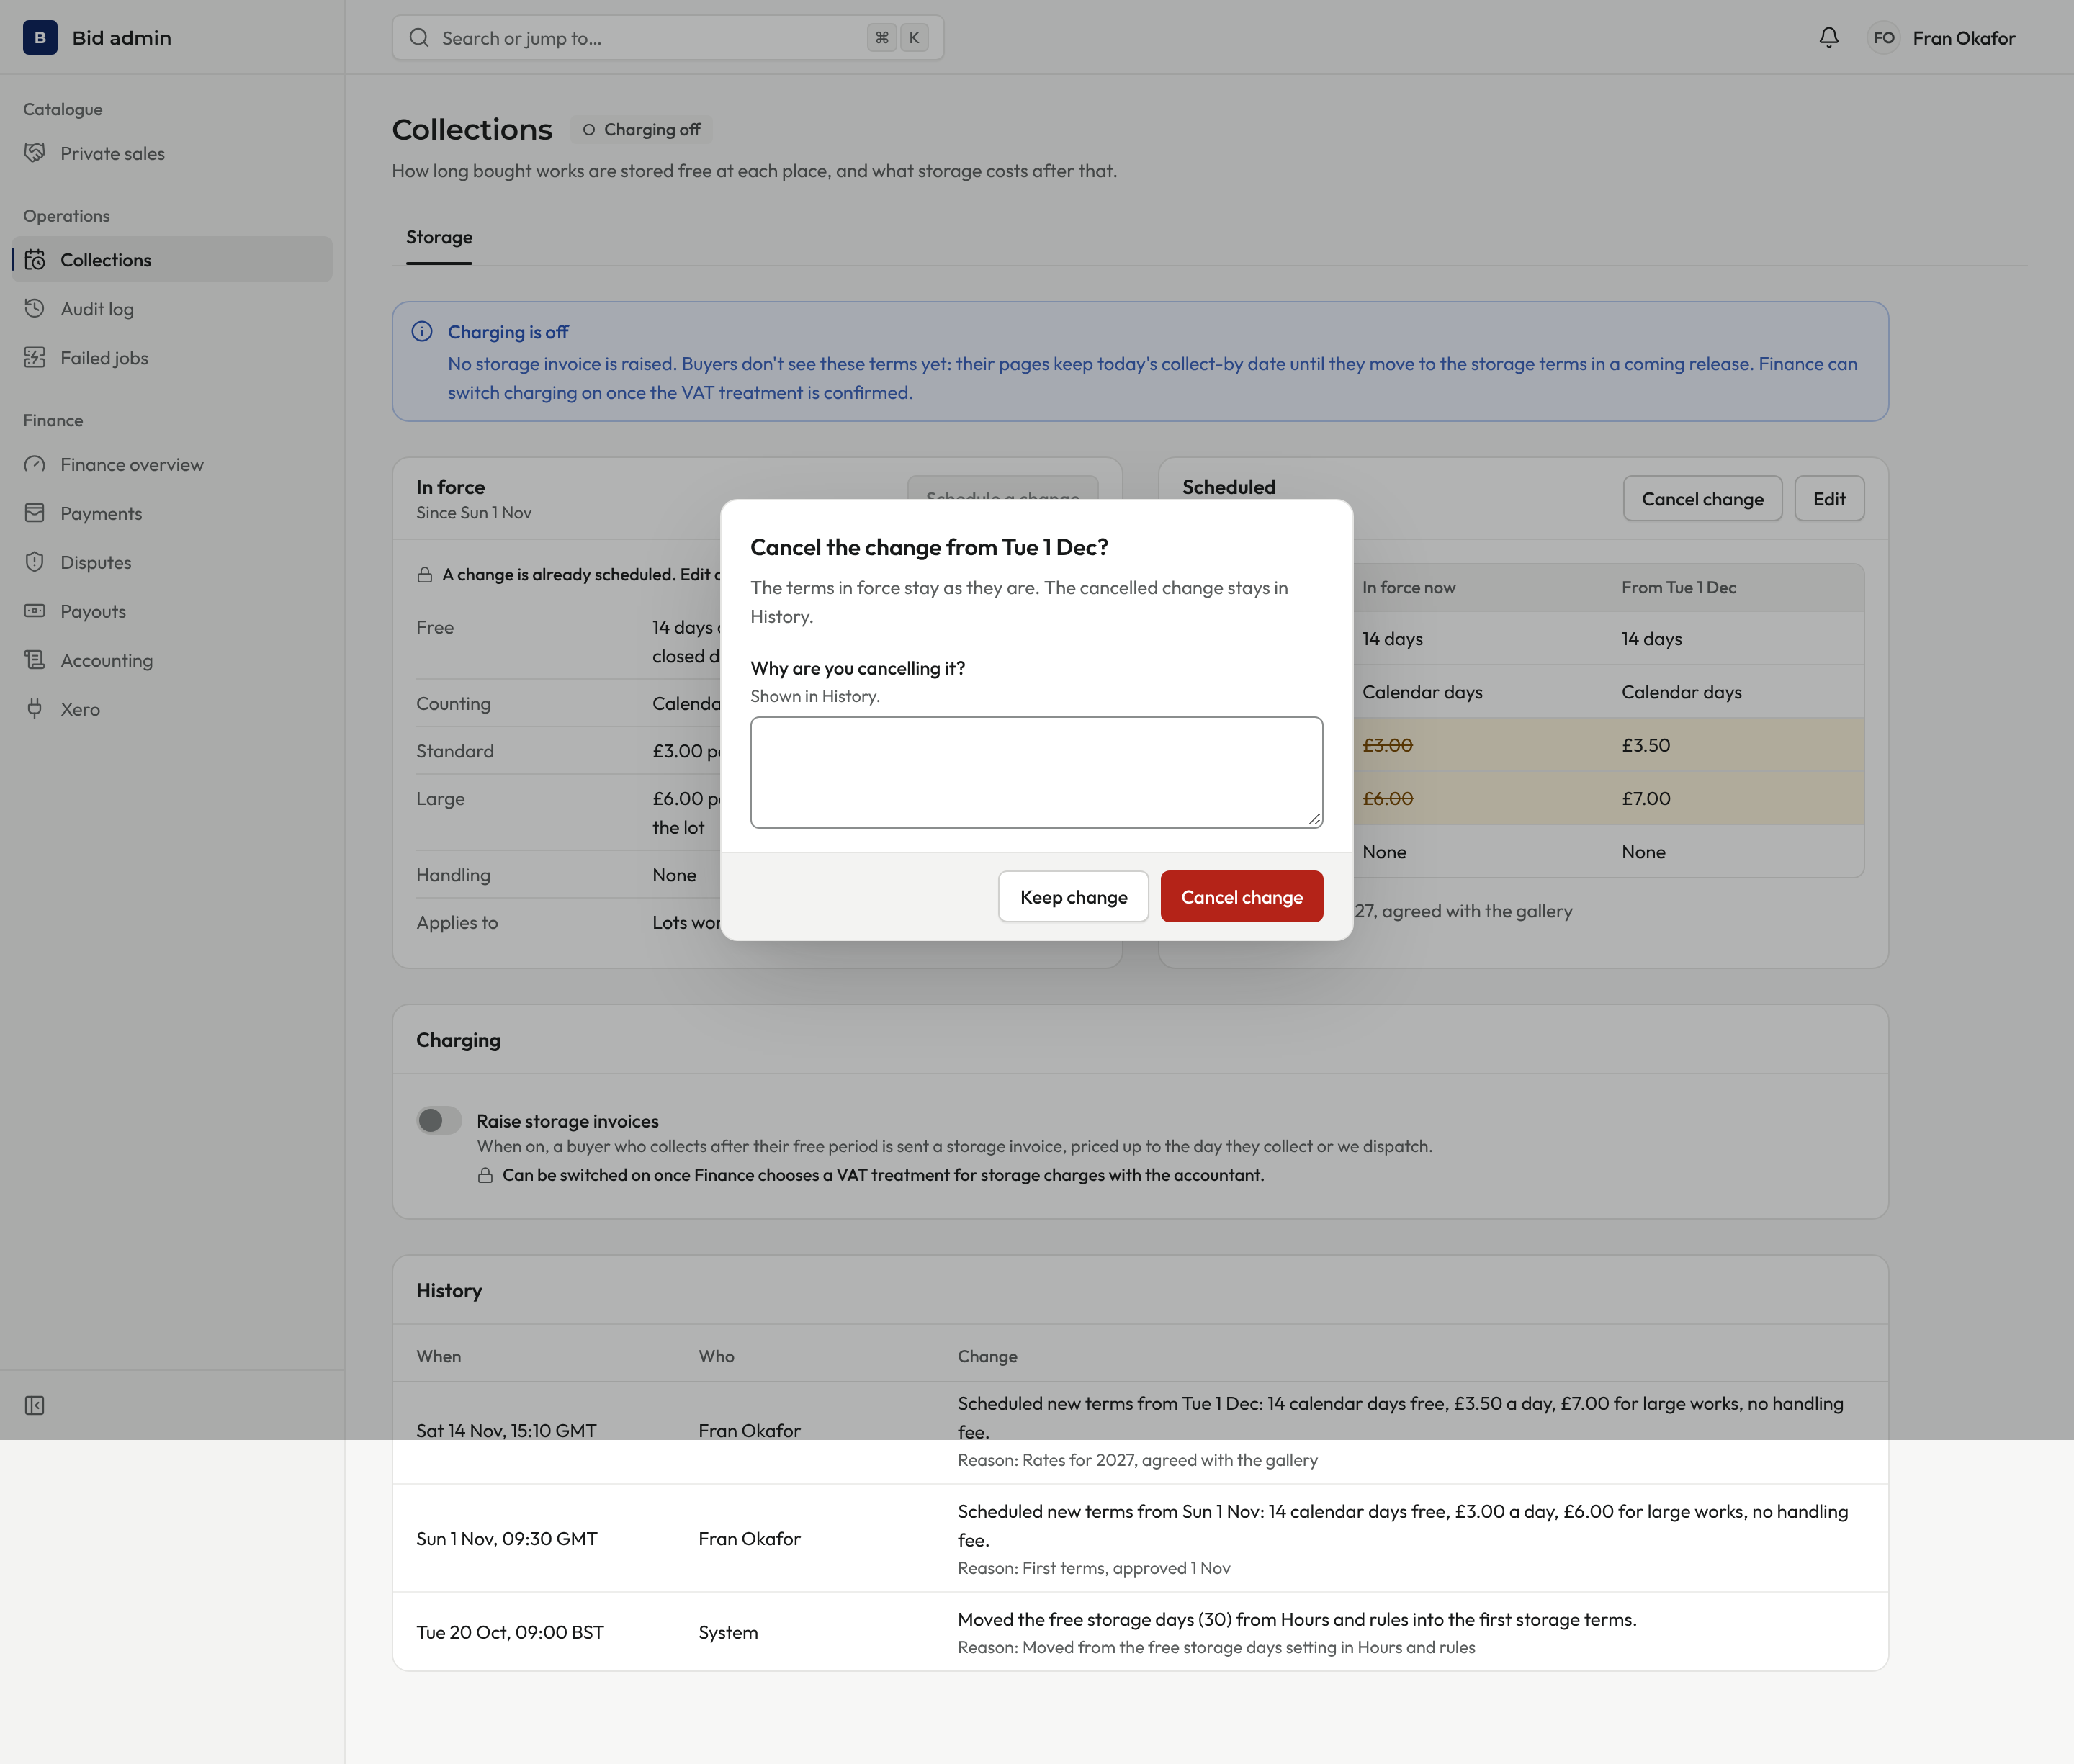 B Bid admin
Search or jump to…
⌘ K
FO Fran Okafor
Catalogue
Private sales
Operations
Collections
Audit log
Failed jobs
Finance
Finance overview
Payments
Disputes
Payouts
Accounting
Xero
Collections
Charging off
How long bought works are stored free at each place, and what storage costs after that.
Storage
Charging is off
No storage invoice is raised. Buyers don't see these terms yet: their pages keep today's collect-by date until they move to the storage terms in a coming release. Finance can
switch charging on once the VAT treatment is confirmed.
In force
Since Sun 1 Nov
Schedule a change
A change is already scheduled. Edit
Free
14 days
closed
Counting
Standard
£3.00
Large
£6.00
the lot
Handling
None
Applies to
Lots
Scheduled
Cancel change
Edit
In force now
From Tue 1 Dec
14 days
14 days
Calendar days
Calendar days
£3.00
£3.50
£6.00
£7.00
None
None
27, agreed with the gallery
Cancel the change from Tue 1 Dec?
The terms in force stay as they are. The cancelled change stays in
History.
Why are you cancelling it?
Shown in History.
Keep change
Cancel change
Charging
Raise storage invoices
When on, a buyer who collects after their free period is sent a storage invoice, priced up to the day they collect or we dispatch.
Can be switched on once Finance chooses a VAT treatment for storage charges with the accountant.
History
When
Who
Change
Sat 14 Nov, 15:10 GMT
Fran Okafor
Scheduled new terms from Tue 1 Dec: 14 calendar days free, £3.50 a day, £7.00 for large works, no handling
fee.
Reason: Rates for 2027, agreed with the gallery
Sun 1 Nov, 09:30 GMT
Fran Okafor
Scheduled new terms from Sun 1 Nov: 14 calendar days free, £3.00 a day, £6.00 for large works, no handling
fee.
Reason: First terms, approved 1 Nov
Tue 20 Oct, 09:00 BST
System
Moved the free storage days (30) from Hours and rules into the first storage terms.
Reason: Moved from the free storage days setting in Hours and rules